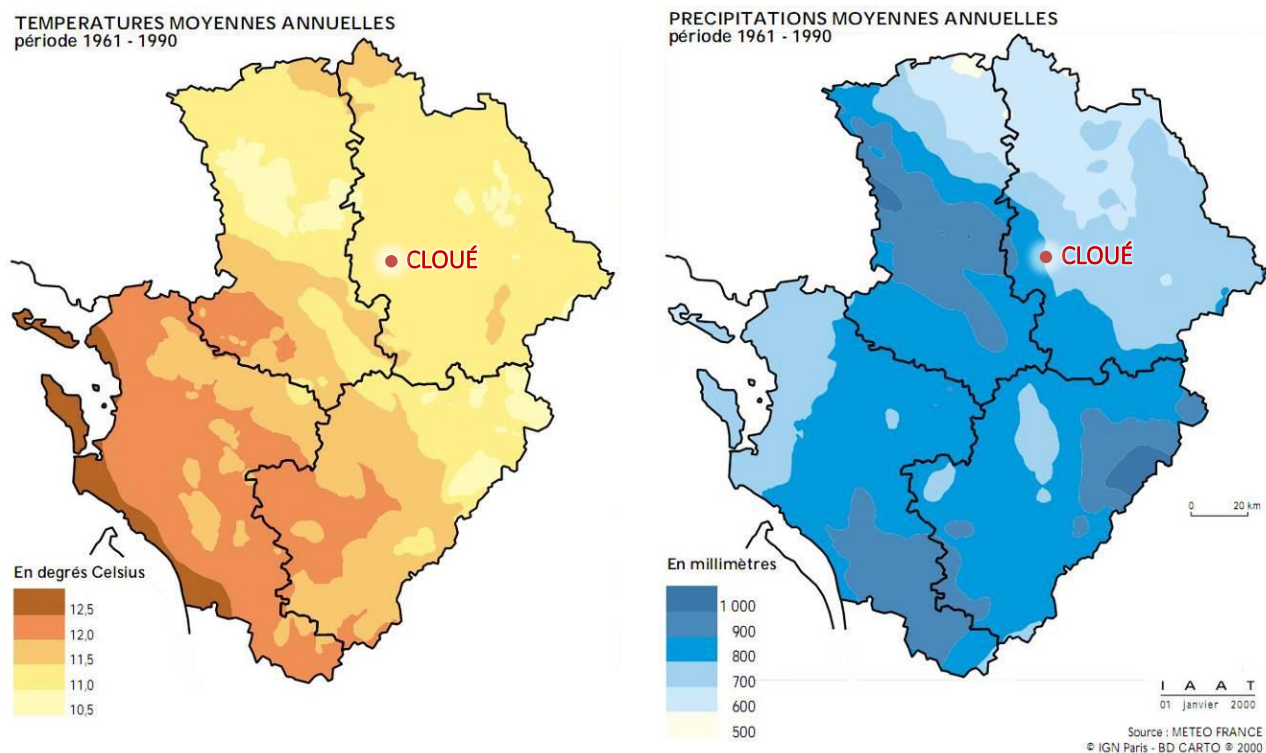 TEMPERATURES MOYENNES ANNUELLES
période 1961 - 1990
CLOUÉ
En degrés Celsius
12,5
12,0
11,5
11,0
10,5
PRECIPITATIONS MOYENNES ANNUELLES
période 1961 - 1990
CLOUÉ
0 20 km
En millimètres
1 000
900
800
700
600
500
I A A T
01 janvier 2000
Source : METEO FRANCE
© IGN Paris - BD CARTO ® 2000